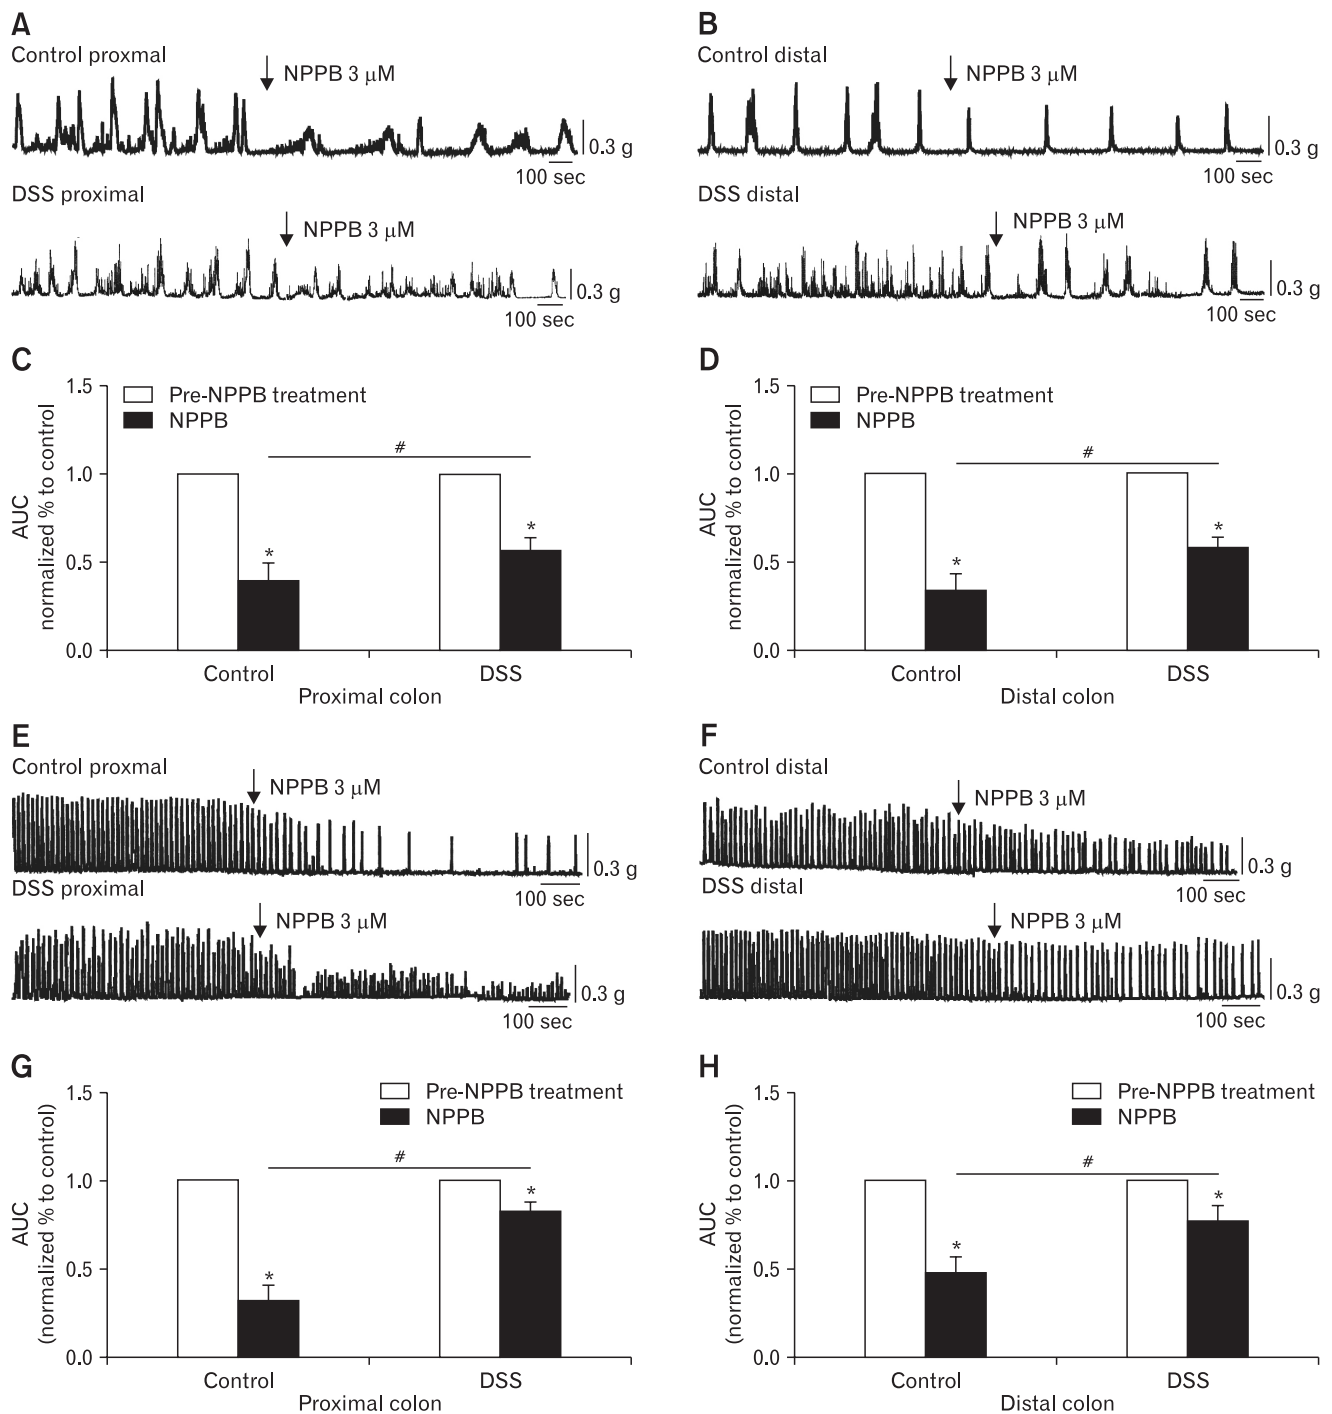 A
Control proxmal
NPPB 3 μM
0.3 g
100 sec
DSS proximal
NPPB 3 μM
0.3 g
100 sec
B
Control distal
NPPB 3 μM
0.3 g
100 sec
DSS distal
NPPB 3 μM
0.3 g
100 sec
C
1.5
1.0
0.5
0.0
AUC
normalized % to control
Pre-NPPB treatment
NPPB
#
*
*
Control
DSS
Proximal colon
D
1.5
1.0
0.5
0.0
AUC
normalized % to control
Pre-NPPB treatment
NPPB
#
*
*
Control
DSS
Distal colon
E
Control proxmal
NPPB 3 μM
0.3 g
100 sec
DSS proximal
NPPB 3 μM
0.3 g
100 sec
F
Control distal
NPPB 3 μM
0.3 g
100 sec
DSS distal
NPPB 3 μM
0.3 g
100 sec
G
1.5
1.0
0.5
0.0
AUC
(normalized % to control)
Pre-NPPB treatment
NPPB
#
*
*
Control
DSS
Proximal colon
H
1.5
1.0
0.5
0.0
AUC
(normalized % to control)
Pre-NPPB treatment
NPPB
#
*
*
Control
DSS
Distal colon